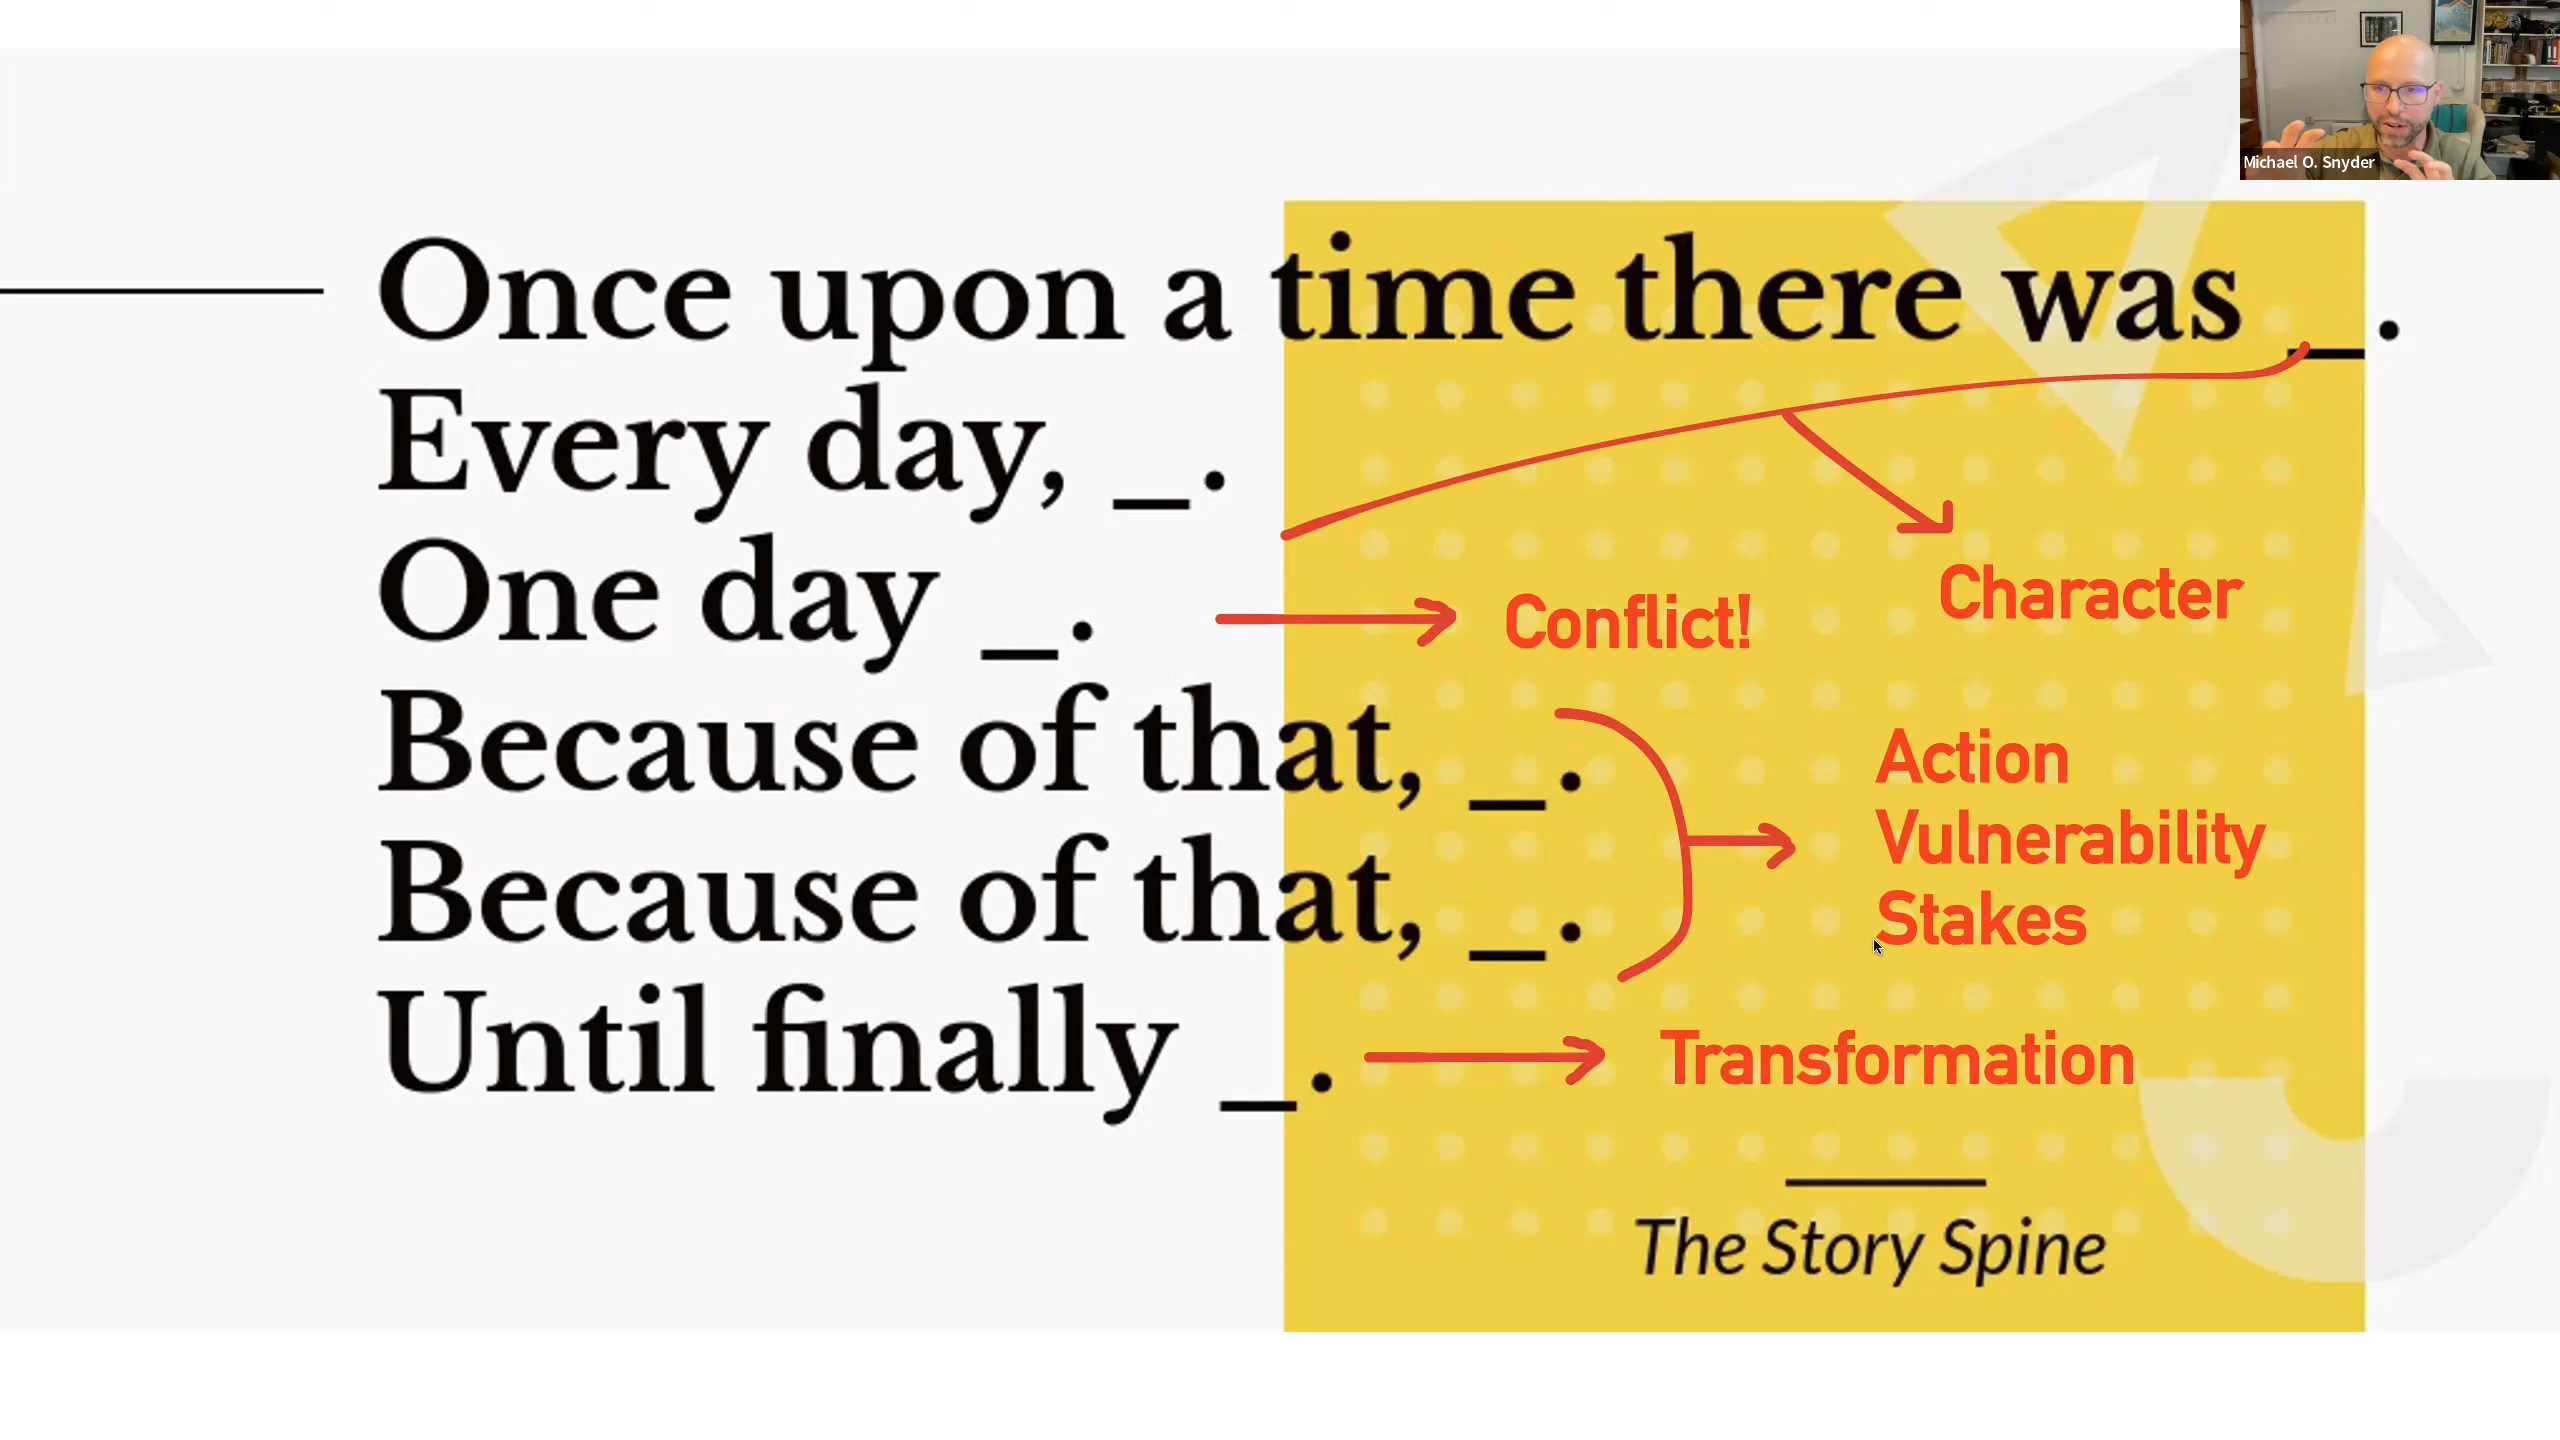 Michael O. Snyder
Once upon a time there was _.
Every day, _.
One day _.
Conflict!
Character
Because of that, _.
Because of that, _.
Action
Vulnerability
Stakes
Until finally _.
Transformation
The Story Spine